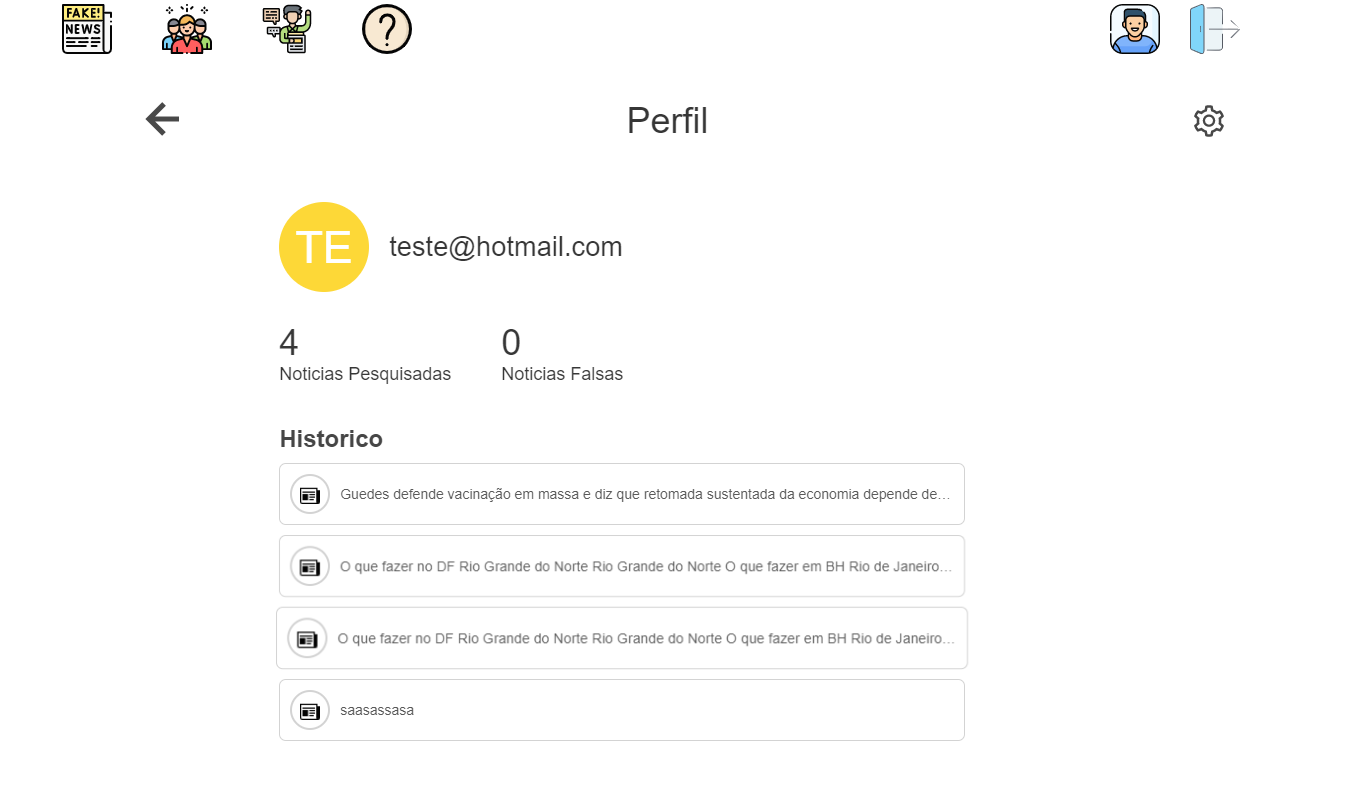 FAKE!
NEWS
?
Perfil
TE
teste@hotmail.com
4
0
Noticias Pesquisadas
Noticias Falsas
Historico
Guedes defende vacinação em massa e diz que retomada sustentada da economia depende de...
O que fazer no DF Rio Grande do Norte Rio Grande do Norte O que fazer em BH Rio de Janeiro...
O que fazer no DF Rio Grande do Norte Rio Grande do Norte O que fazer em BH Rio de Janeiro...
saasassasa